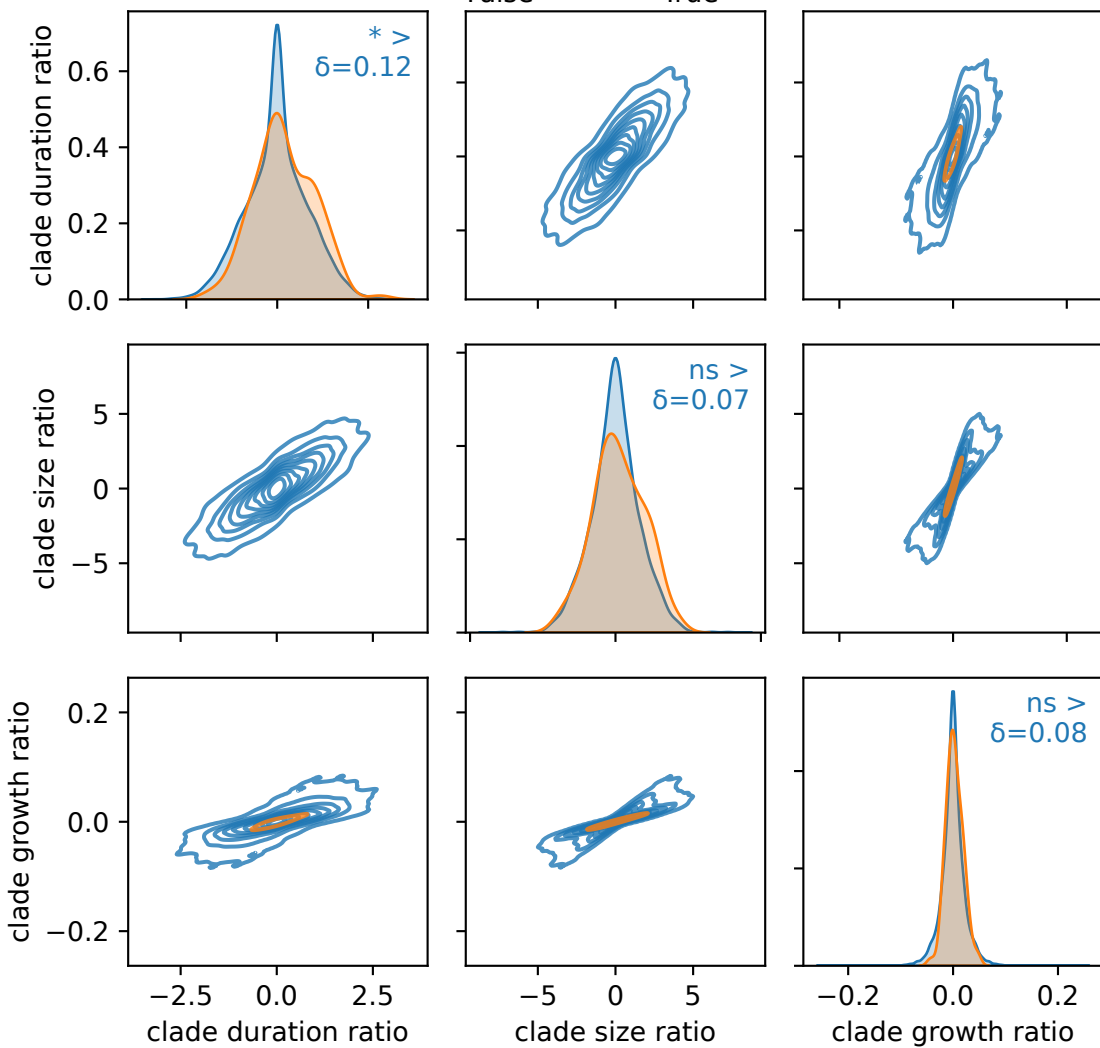 clade duration ratio
0.6
0.4
0.2
0.0
* >
δ=0.12
clade size ratio
5
0
−5
ns >
δ=0.07
clade growth ratio
0.2
0.0
−0.2
ns >
δ=0.08
−2.5 0.0 2.5
−5 0 5
−0.2 0.0 0.2
clade duration ratio
clade size ratio
clade growth ratio